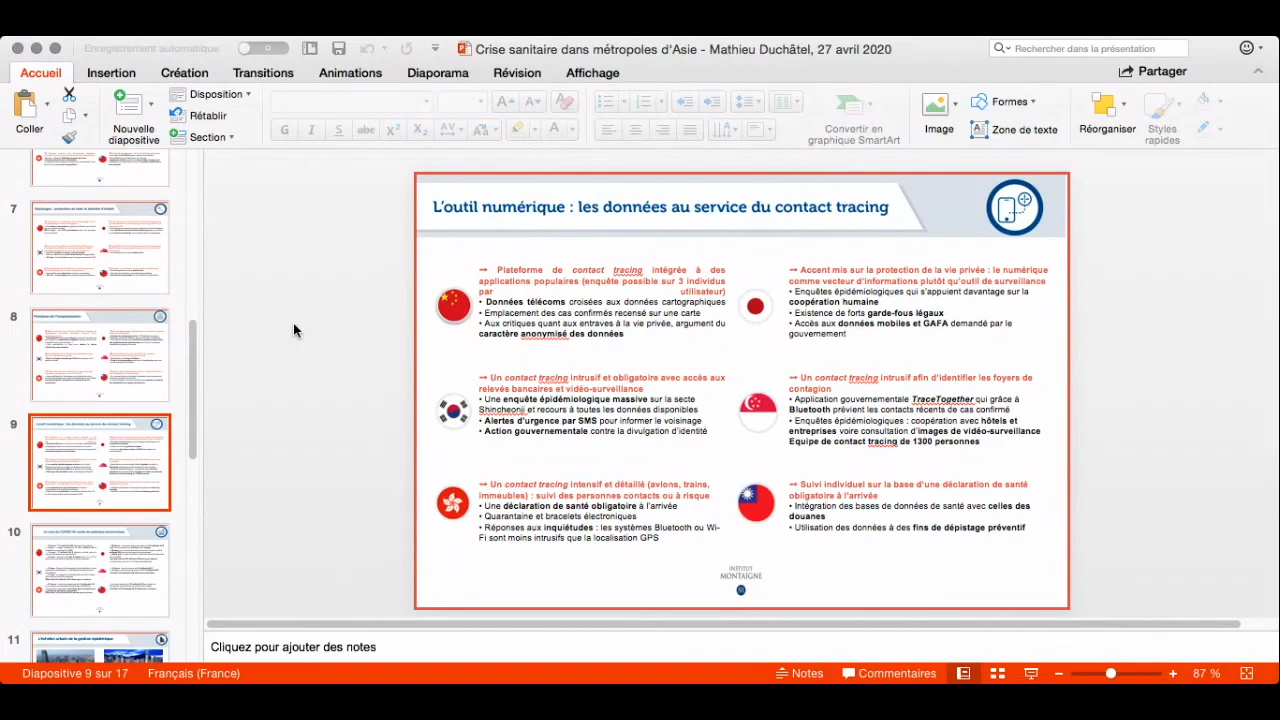 Enregistrement automatique
Crise sanitaire dans métropoles d'Asie - Mathieu Duchâtel, 27 avril 2020
Rechercher dans la présentation
Accueil
Insertion
Création
Transitions
Animations
Diaporama
Révision
Affichage
Partager
Coller
Nouvelle
diapositive
Disposition
Rétablir
Section
Convertir en
graphique SmartArt
Image
Formes
Zone de texte
Réorganiser
Styles
rapides
7
8
9
10
11
L'outil numérique : les données au service du contact tracing
→ Plateforme de contact tracing intégrée à des
applications populaires (enquête possible sur 3 individus
par utilisateur)
• Données télécoms croisées aux données cartographiques
• Emplacement des cas confirmés recensé sur une carte
• Aux critiques quant aux entraves à la vie privée, argument du
caractère anonymisé des données
→ Accent mis sur la protection de la vie privée : le numérique
comme vecteur d'informations plutôt qu'outil de surveillance
• Enquêtes épidémiologiques qui s'appuient davantage sur la
coopération humaine
• Existence de forts garde-fous légaux
• Accès aux données mobiles et GAFA demandé par le
gouvernement
→ Un contact tracing intrusif et obligatoire avec accès aux
relevés bancaires et vidéo-surveillance
• Une enquête épidémiologique massive sur la secte
Shincheonji et recours à toutes les données disponibles
• Alertes d'urgence par SMS pour informer le voisinage
• Action gouvernementale contre la divulgation d'identité
→ Un contact tracing intrusif afin d'identifier les foyers de
contagion
• Application gouvernementale TraceTogether qui grâce à
Bluetooth prévient les contacts récents de cas confirmé
• Enquêtes épidémiologiques : coopération avec hôtels et
entreprises voire consultation d'images de vidéo-surveillance
Equipe de contact tracing de 1300 personnes
→ Un contact tracing intensif et détaillé (avions, trains,
immeubles) : suivi des personnes contacts ou à risque
• Une déclaration de santé obligatoire à l'arrivée
• Quarantaine et bracelets électroniques
• Réponses aux inquiétudes : les systèmes Bluetooth ou Wi-
Fi sont moins intrusifs que la localisation GPS
→ Suivi individuel sur la base d'une déclaration de santé
obligatoire à l'arrivée
• Intégration des bases de données de santé avec celles des
douanes
• Utilisation des données à des fins de dépistage préventif
INSTITUT
MONTAIGNE
Cliquez pour ajouter des notes
Diapositive 9 sur 17
Français (France)
Notes
Commentaires
87 %